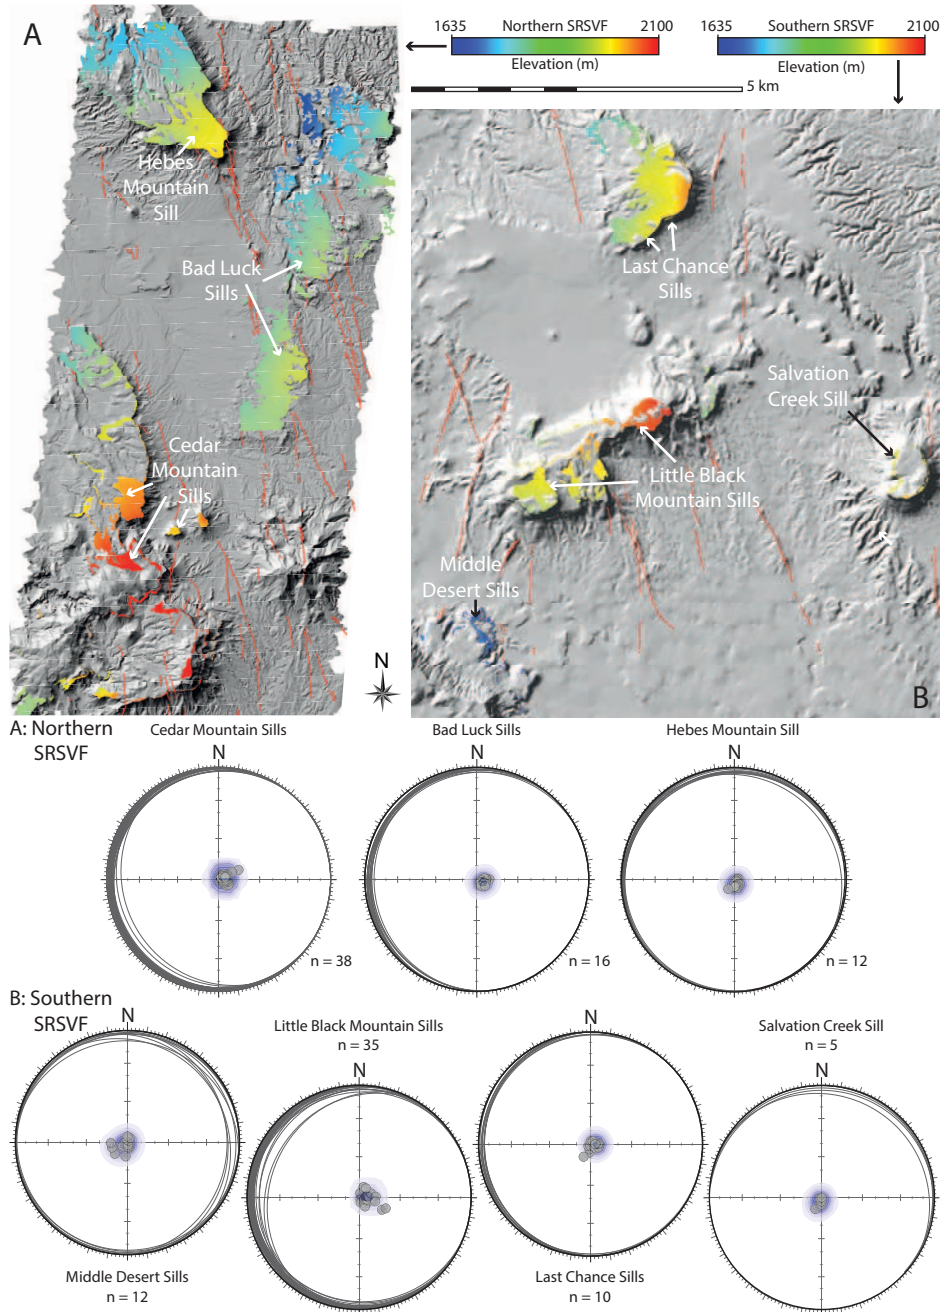 A
1635
Northern SRSVF
2100
Elevation (m)
1635
Southern SRSVF
2100
Elevation (m)
5 km
Hebes
Mountain
Sill
Bad Luck
Sills
Cedar
Mountain
Sills
N
Last Chance
Sills
Salvation
Creek Sill
Little Black
Mountain Sills
Middle
Desert Sills
B
A: Northern
SRSVF
Cedar Mountain Sills
N
n = 38
Bad Luck Sills
N
n = 16
Hebes Mountain Sill
N
n = 12
B: Southern
SRSVF
N
Middle Desert Sills
n = 12
Little Black Mountain Sills
n = 35
N
N
Last Chance Sills
n = 10
Salvation Creek Sill
n = 5
N